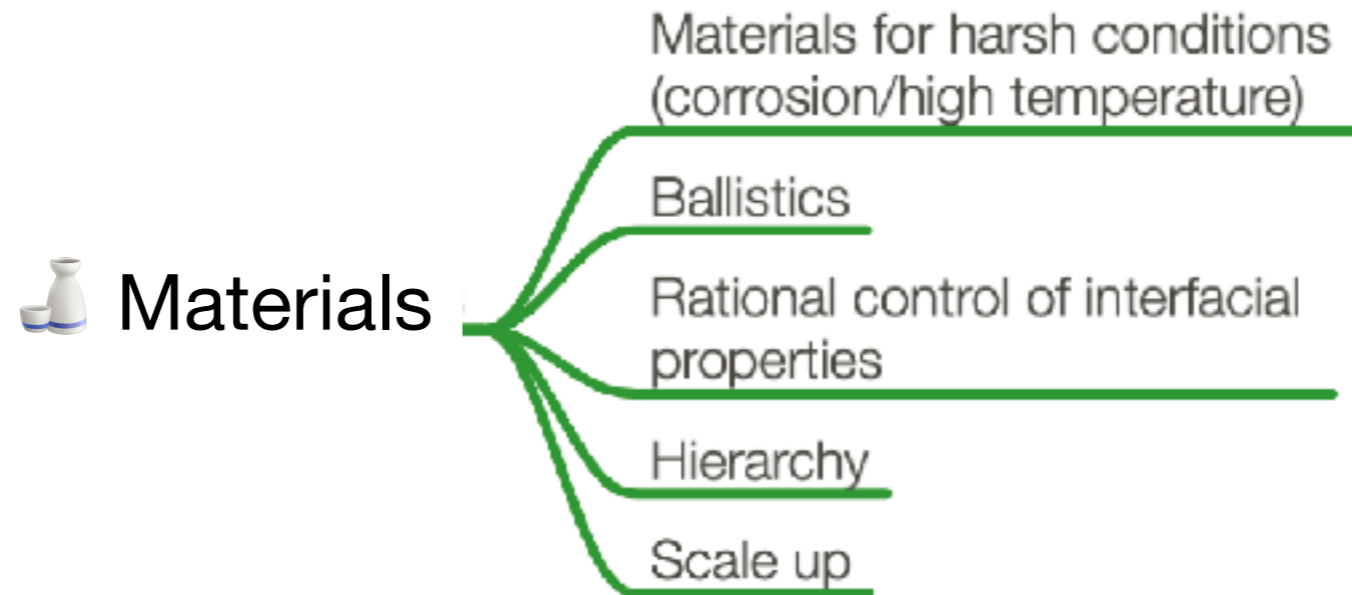 Materials for harsh conditions
(corrosion/high temperature)
Ballistics
Materials
Rational control of interfacial
properties
Hierarchy
Scale up